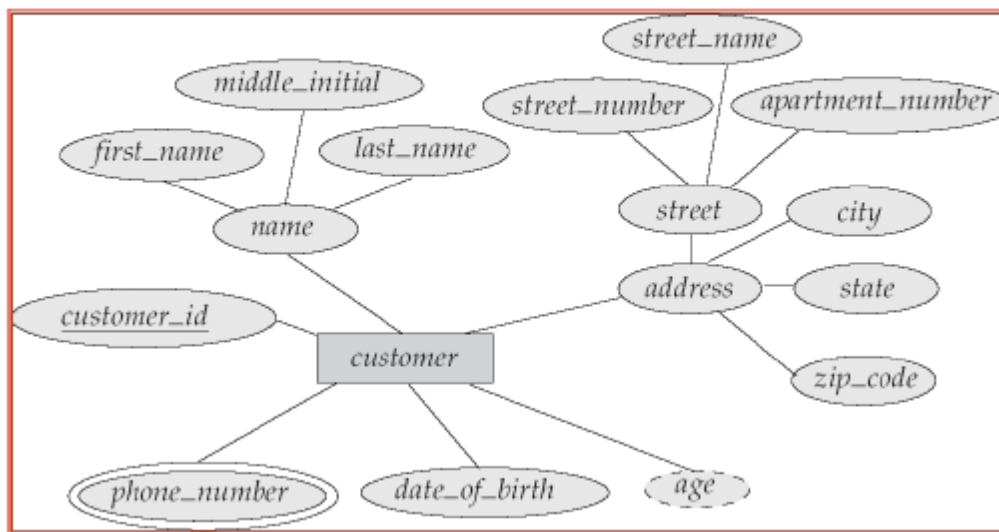 street_name
middle_initial
street_number
apartment_number
first_name
last_name
name
street
city
address
state
customer_id
customer
zip_code
phone_number
date_of_birth
age